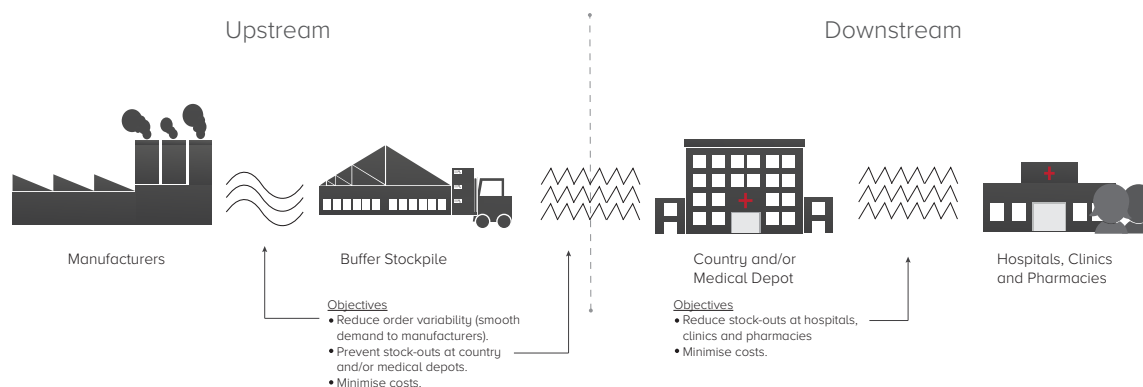 Upstream
Downstream
Manufacturers
Buffer Stockpile
Country and/or
Medical Depot
Hospitals, Clinics
and Pharmacies
Objectives
• Reduce order variability (smooth
demand to manufacturers).
• Prevent stock-outs at country
and/or medical depots.
• Minimise costs.
Objectives
• Reduce stock-outs at hospitals,
clinics and pharmacies
• Minimise costs.